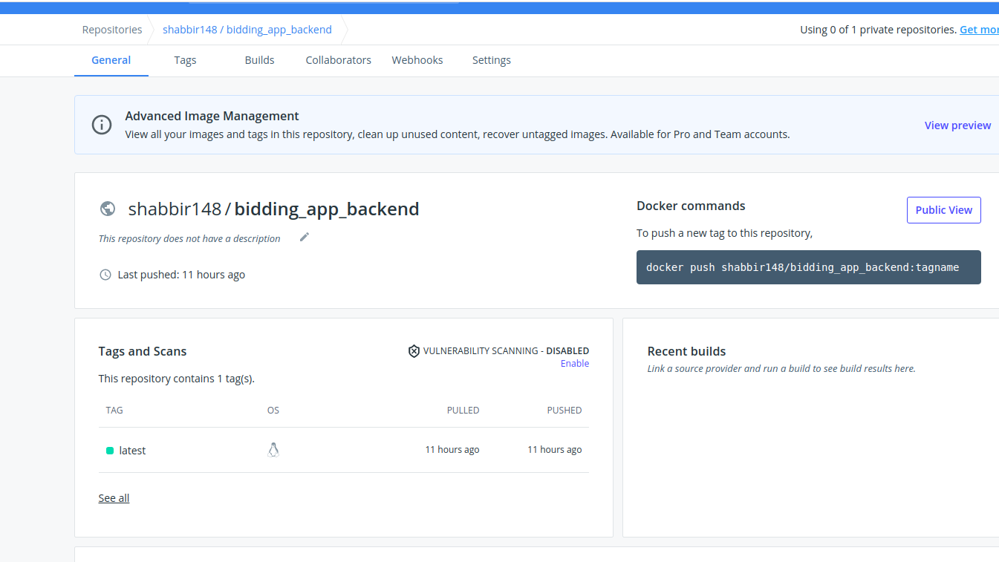 Repositories shabbir148 / bidding_app_backend Using 0 of 1 private repositories. Get mor
General Tags Builds Collaborators Webhooks Settings
Advanced Image Management
View all your images and tags in this repository, clean up unused content, recover untagged images. Available for Pro and Team accounts.
View preview
shabbir148 / bidding_app_backend
This repository does not have a description
Last pushed: 11 hours ago
Docker commands
Public View
To push a new tag to this repository,
docker push shabbir148/bidding_app_backend:tagname
Tags and Scans
VULNERABILITY SCANNING - DISABLED
Enable
This repository contains 1 tag(s).
TAG OS PULLED PUSHED
latest 11 hours ago 11 hours ago
See all
Recent builds
Link a source provider and run a build to see build results here.